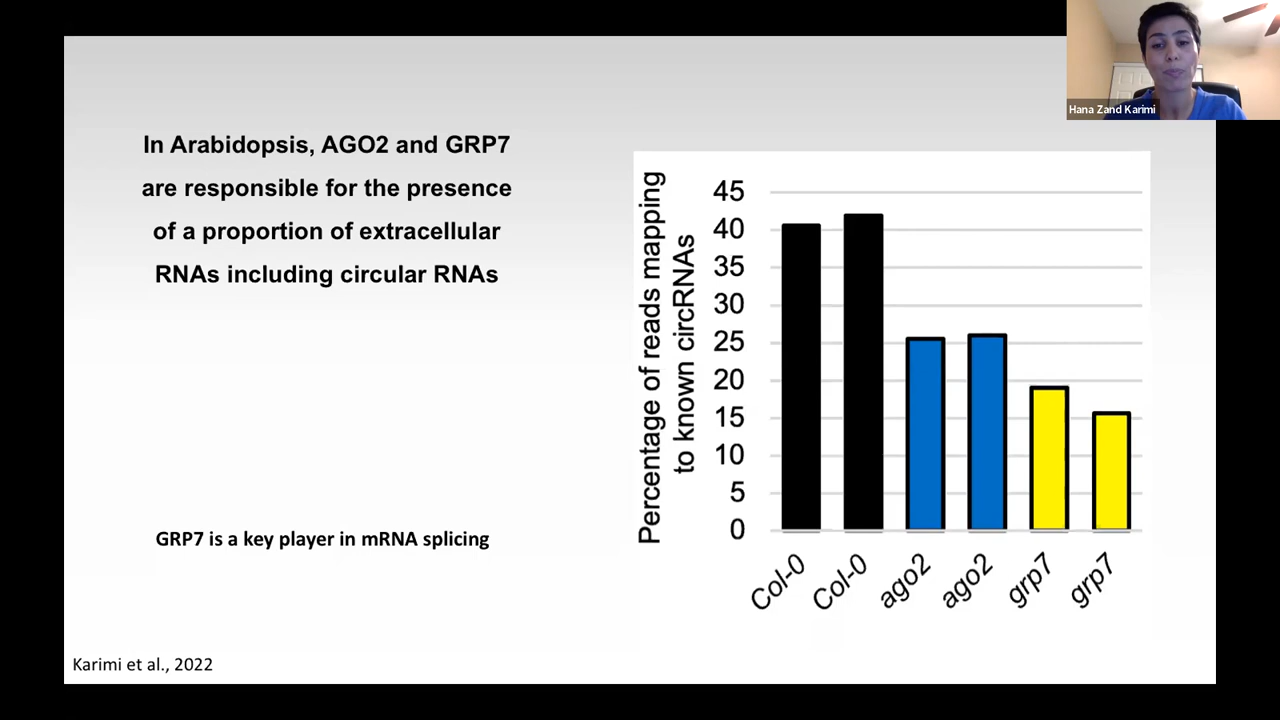 Hana Zand Karimi
In Arabidopsis, AGO2 and GRP7
are responsible for the presence
of a proportion of extracellular
RNAs including circular RNAs
GRP7 is a key player in mRNA splicing
Karimi et al., 2022
Percentage of reads mapping
to known circRNAs
45
40
35
30
25
20
15
10
5
0
Col-0
Col-0
ago2
ago2
grp7
grp7